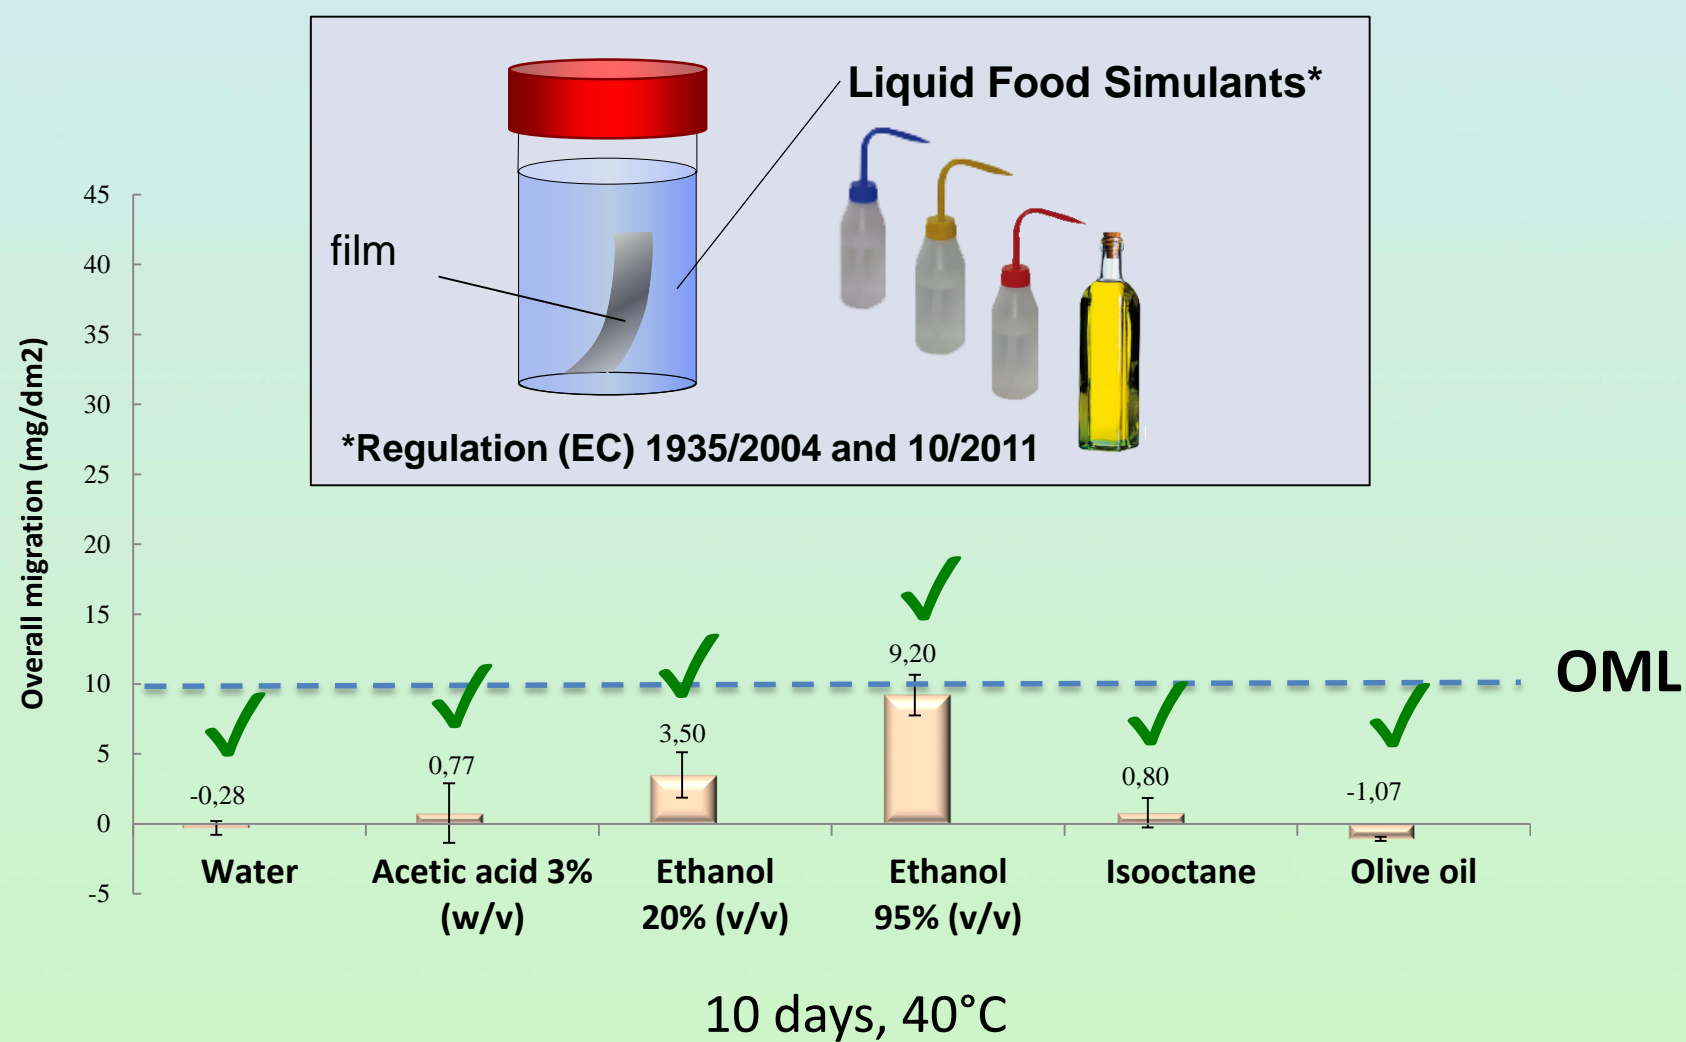 Liquid Food Simulants*
film
*Regulation (EC) 1935/2004 and 10/2011
Overall migration (mg/dm2)
45
40
35
30
25
20
15
10
5
0
-5
OML
-0,28
0,77
3,50
9,20
0,80
-1,07
Water
Acetic acid 3%
(w/v)
Ethanol
20% (v/v)
Ethanol
95% (v/v)
Isooctane
Olive oil
10 days, 40°C